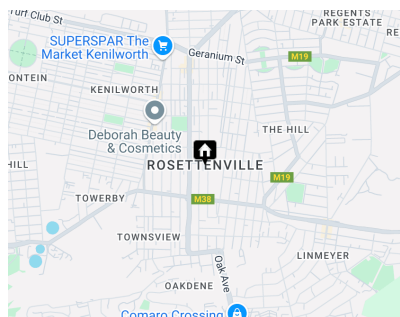 Turf Club St
REGENTS
PARK ESTATE
SUPERSPAR The
Market Kenilworth
Geranium St
M19
RE
ONTEIN
KENILWORTH
Deborah Beauty
& Cosmetics
THE HILL
HILL
ROSETTENVILLE
M19
TOWERBY
M38
TOWNSVIEW
LINMEYER
Oak Ave
OAKDENE
Comaro Crossing